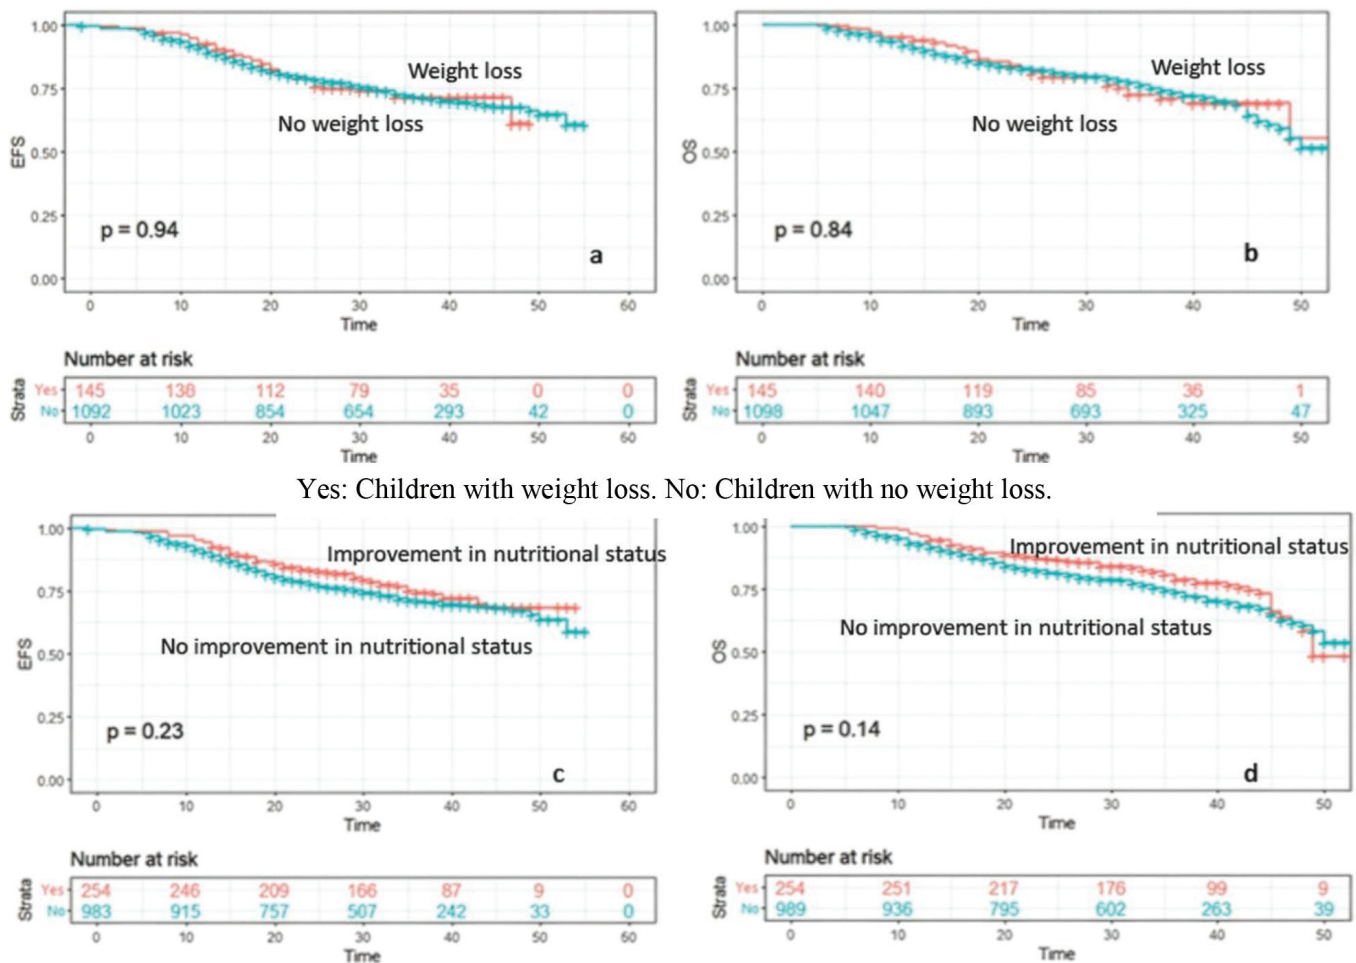 1.00
0.75
0.50
0.25
0.00
EFS
Weight loss
No weight loss
p = 0.94
a
0 10 20 30 40 50 60
Time
Number at risk
Strata
Yes 145 138 112 79 35 0 0
No 1092 1023 854 654 293 42 0
0 10 20 30 40 50 60
Time
1.00
0.75
0.50
0.25
0.00
OS
Weight loss
No weight loss
p = 0.84
b
0 10 20 30 40 50
Time
Number at risk
Strata
Yes 145 140 119 85 36 1
No 1098 1047 893 693 325 47
0 10 20 30 40 50
Time
Yes: Children with weight loss. No: Children with no weight loss.
1.00
0.75
0.50
0.25
0.00
EFS
Improvement in nutritional status
No improvement in nutritional status
p = 0.23
c
0 10 20 30 40 50 60
Time
Number at risk
Strata
Yes 254 246 209 166 87 9 0
No 983 915 757 507 242 33 0
0 10 20 30 40 50 60
Time
1.00
0.75
0.50
0.25
0.00
OS
Improvement in nutritional status
No improvement in nutritional status
p = 0.14
d
0 10 20 30 40 50
Time
Number at risk
Strata
Yes 254 251 217 176 99 9
No 989 936 795 602 263 39
0 10 20 30 40 50
Time